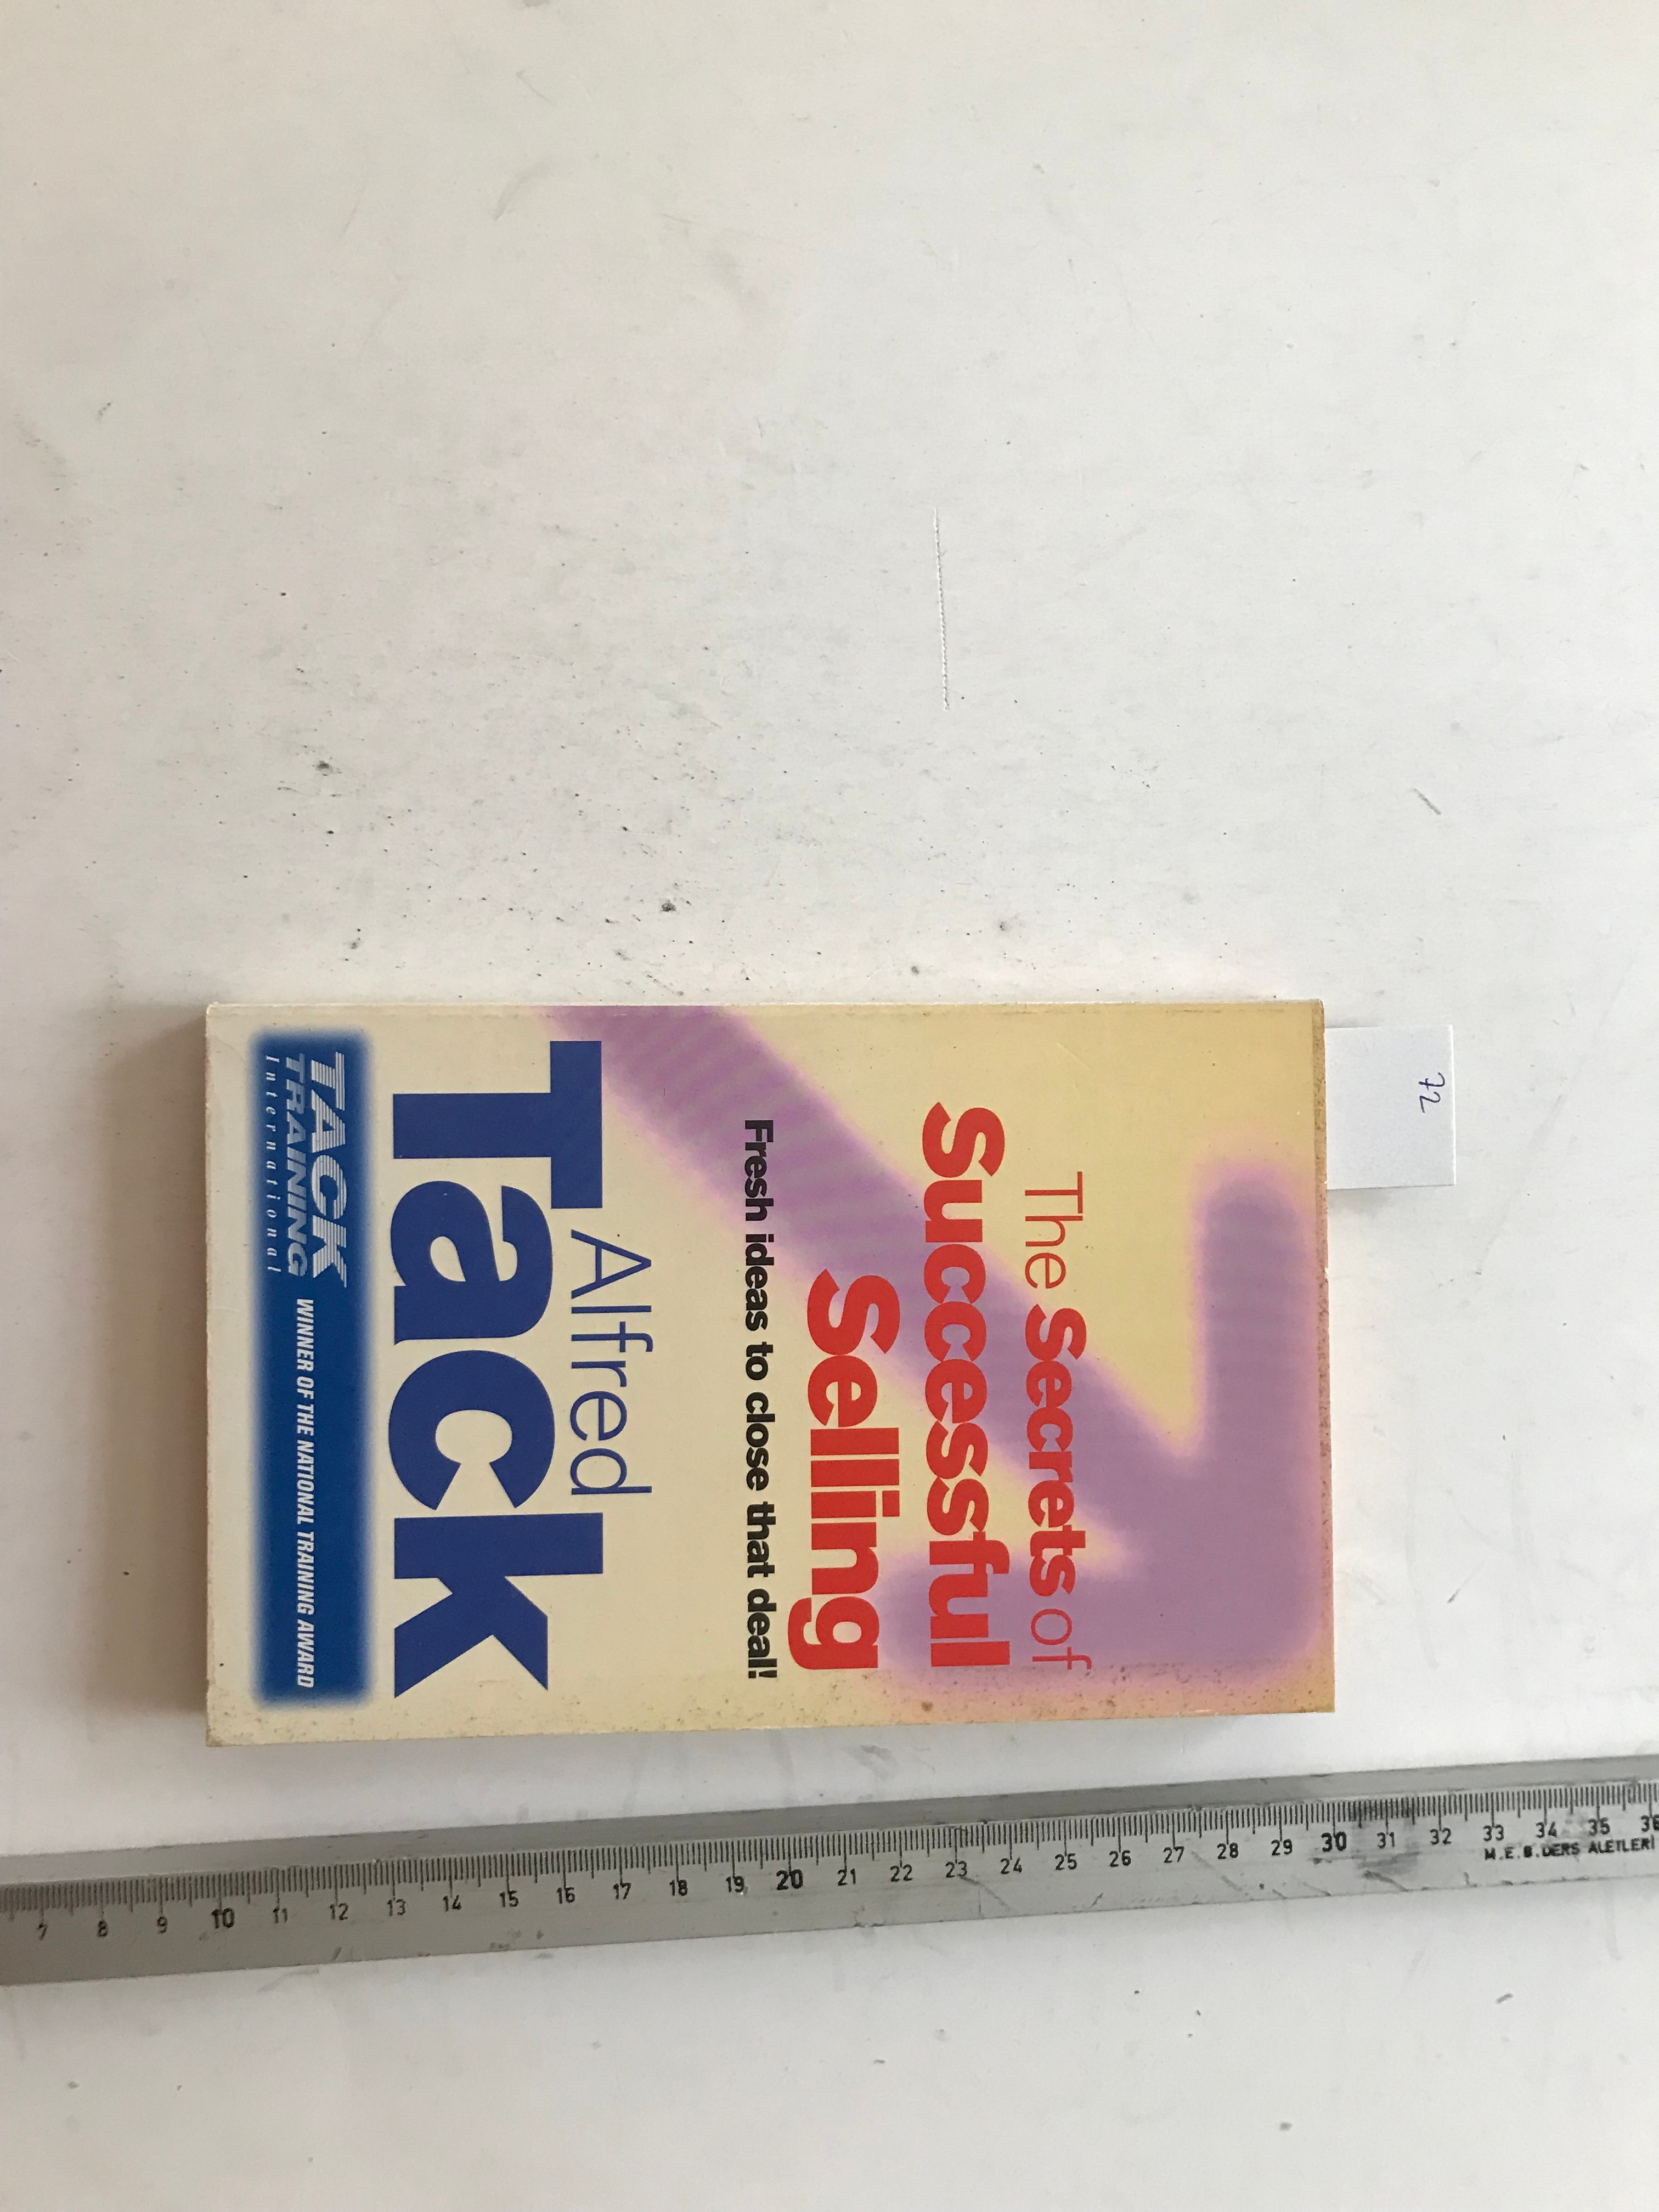 72
The Secrets of
Successful
Selling
Fresh ideas to close that deal!
Alfred
Tack
TACK
TRAINING
International
WINNER OF THE NATIONAL TRAINING AWARD
7 8 9 10 11 12 13 14 15 16 17 18 19 20 21 22 23 24 25 26 27 28 29 30 31 32 33 34 35 36
M.E.B. DERS ALETLERİ